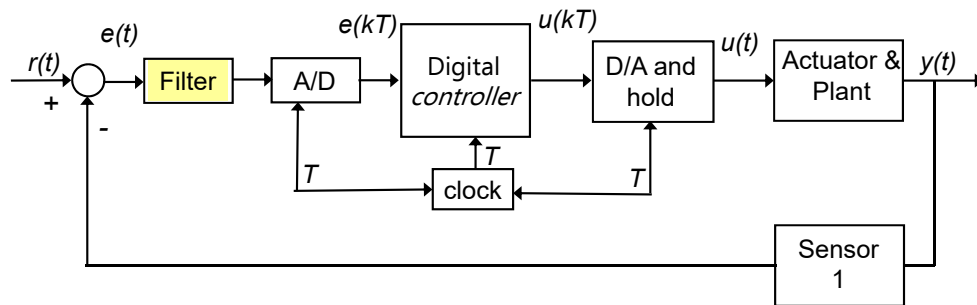 r(t)
+
-
e(t)
Filter
A/D
e(kT)
Digital
controller
u(kT)
D/A and
hold
u(t)
Actuator &
Plant
y(t)
T
T
T
clock
Sensor
1